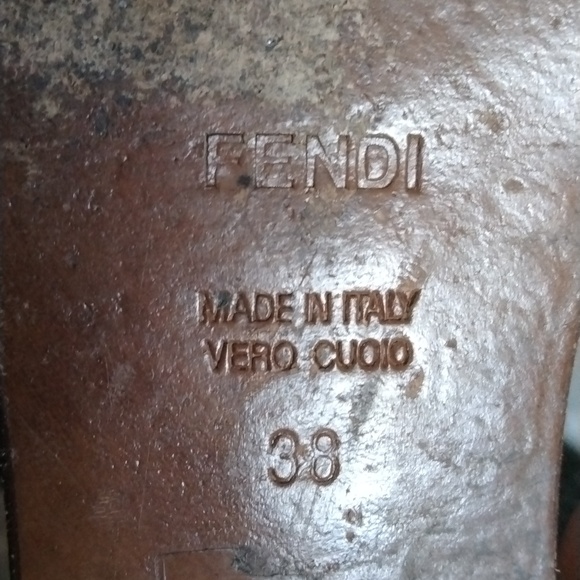 FENDI
MADE IN ITALY
VERO CUOIO
38